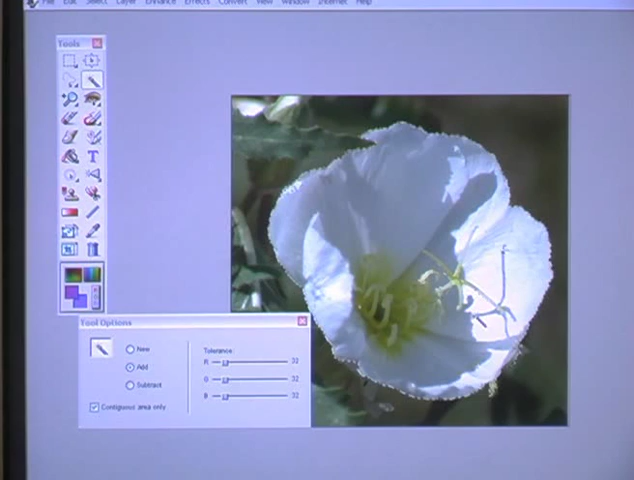 File Edit Select Layer Enhance Effects Convert View Window Internet Help
Tools
T
Tool Options
New
Tolerance:
R 32
Add
G 32
Subtract
B 32
Contiguous area only